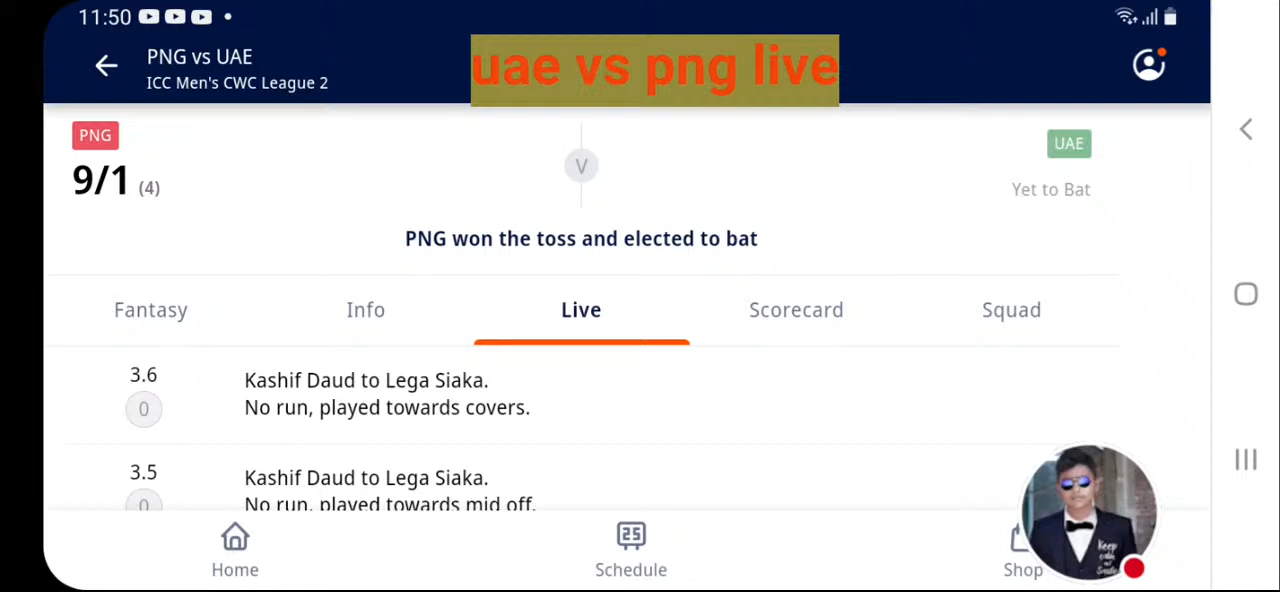 11:50
PNG vs UAE
ICC Men's CWC League 2
uae vs png live
PNG
9/1 (4)
V
UAE
Yet to Bat
PNG won the toss and elected to bat
Fantasy Info Live Scorecard Squad
3.6
0
Kashif Daud to Lega Siaka.
No run, played towards covers.
3.5
0
Kashif Daud to Lega Siaka.
No run, played towards mid off.
25
Home Schedule Shop
Keep
Smile